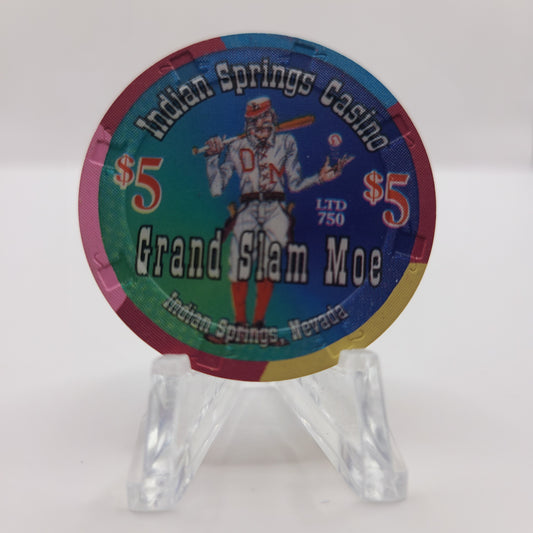 Indian Springs Casino
$5
$5
D M
LTD
750
Grand Slam Moe
Indian Springs, Nevada